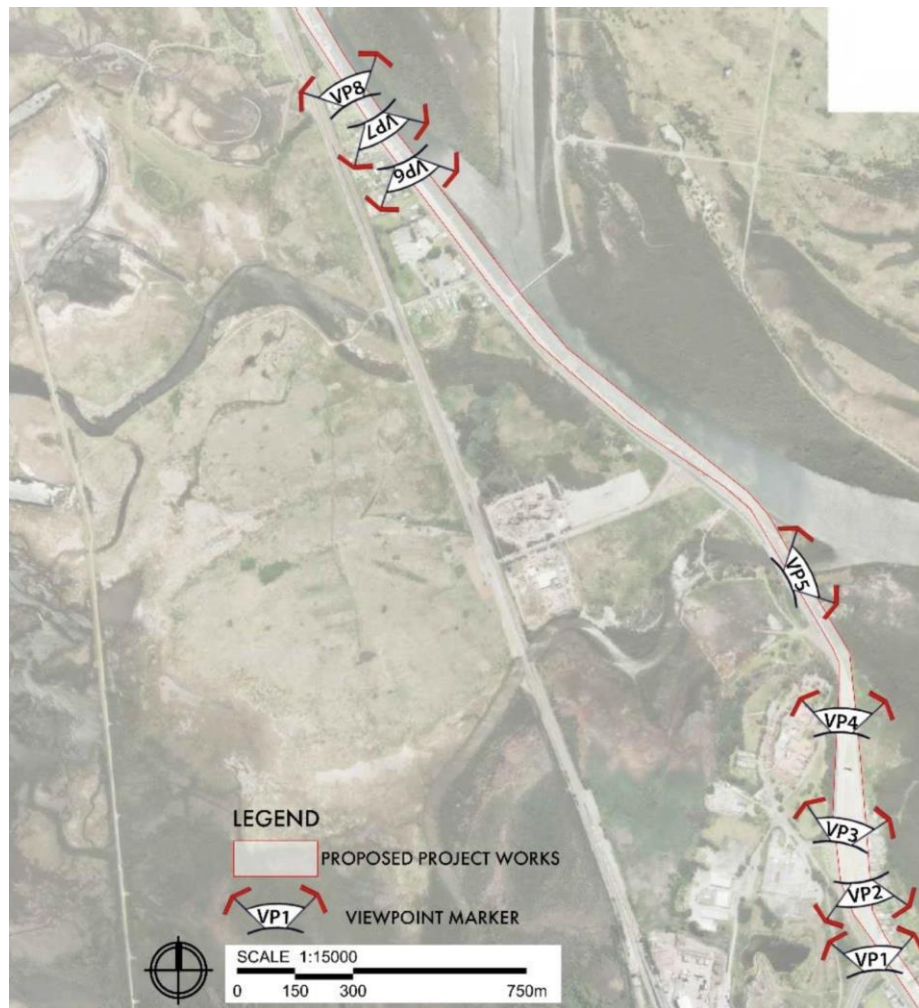 VP8
VP7
VP6
VP5
VP4
VP3
VP2
VP1
LEGEND
PROPOSED PROJECT WORKS
VP1 VIEWPOINT MARKER
SCALE 1:15000
0 150 300 750m